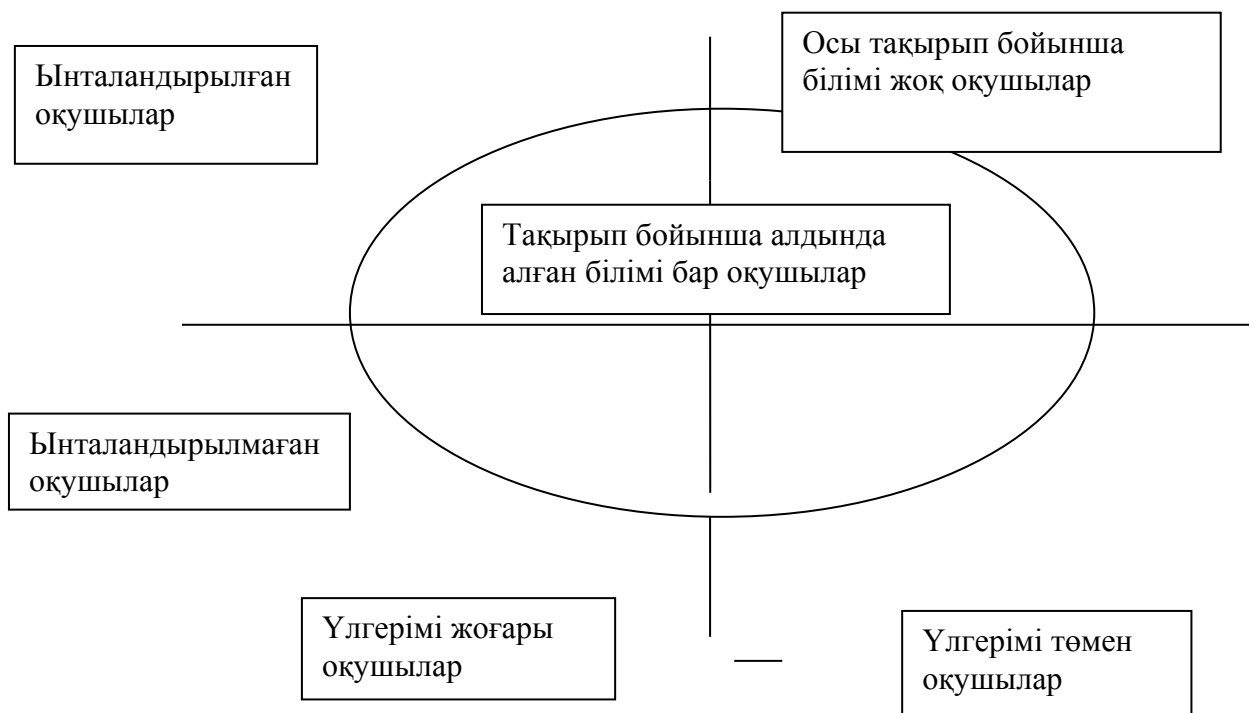 Ынталандырылған
оқушылар
Осы тақырып бойынша
білімі жоқ оқушылар
Тақырып бойынша алдында
алған білімі бар оқушылар
Ынталандырылмаған
оқушылар
Үлгерімі жоғары
оқушылар
Үлгерімі төмен
оқушылар